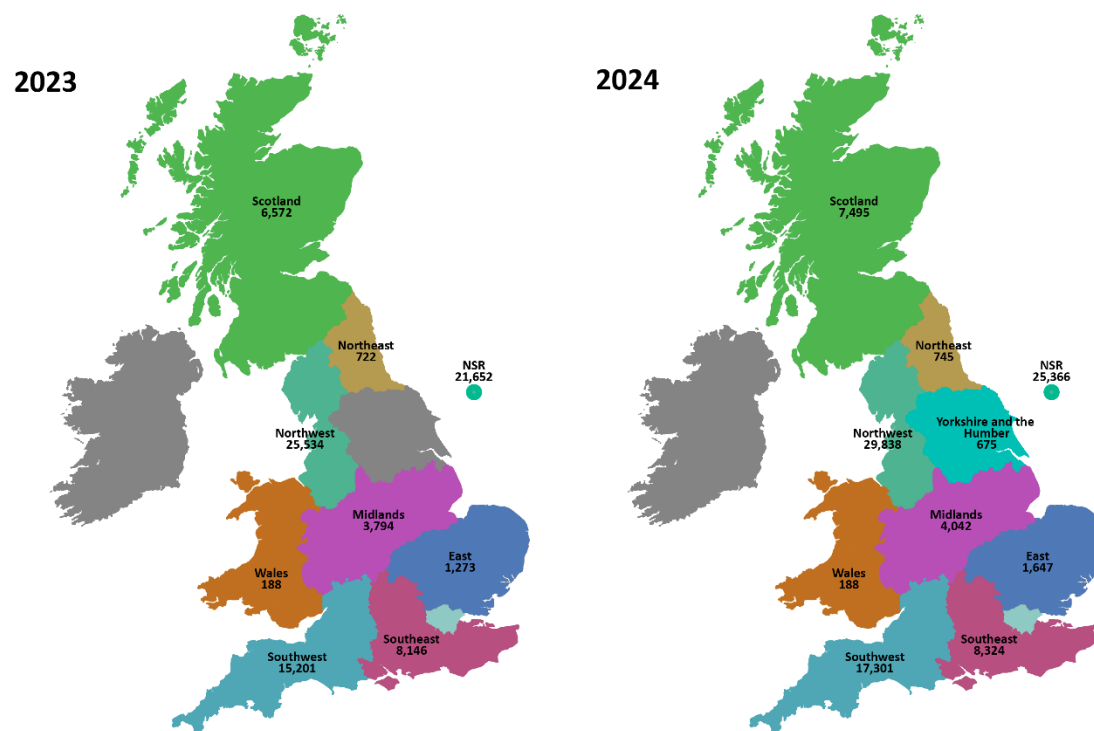 2023
Scotland
6,572
Northeast
722
NSR
21,652
Northwest
25,534
Midlands
3,794
East
1,273
Wales
188
Southeast
8,146
Southwest
15,201
2024
Scotland
7,495
Northeast
745
NSR
25,366
Yorkshire and the
Humber
675
Northwest
29,838
Midlands
4,042
East
1,647
Wales
188
Southeast
8,324
Southwest
17,301